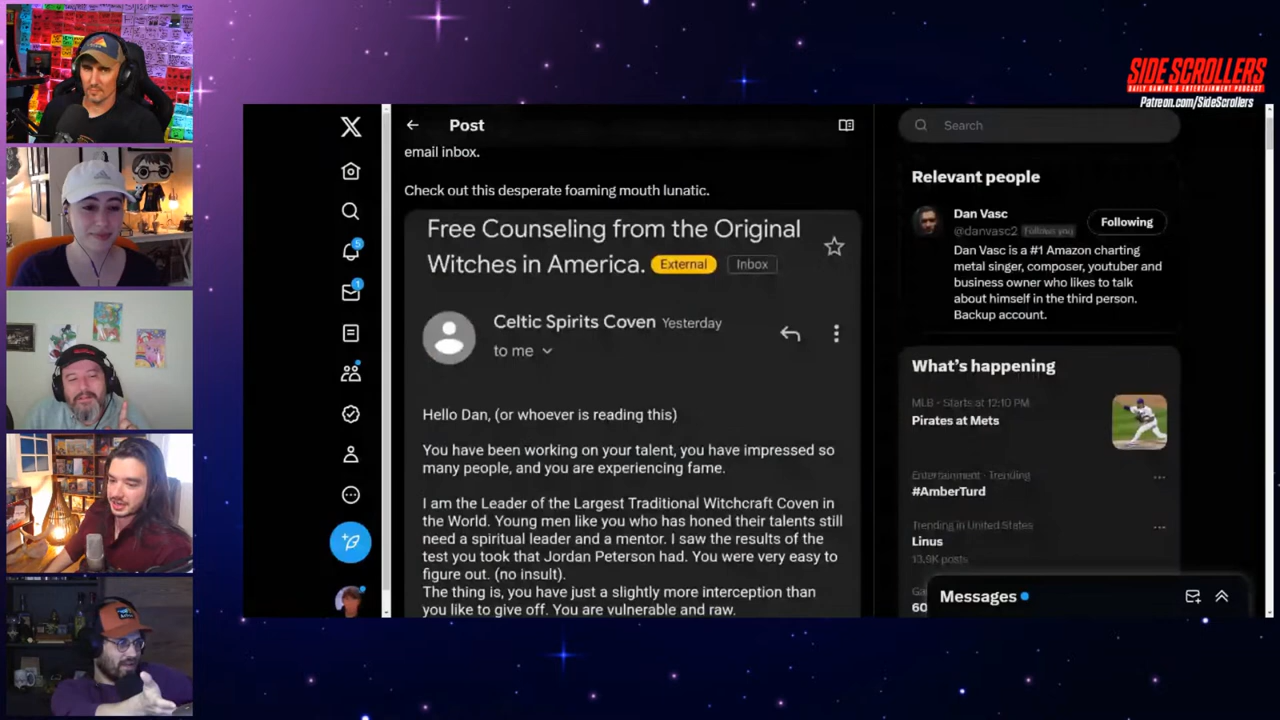 SIDE SCROLLERS
DAILY GAMING & ENTERTAINMENT PODCAST
Patreon.com/SideScrollers
Post
email inbox.
Check out this desperate foaming mouth lunatic.
Free Counseling from the Original
Witches in America. External Inbox
Celtic Spirits Coven Yesterday
to me
Hello Dan, (or whoever is reading this)
You have been working on your talent, you have impressed so
many people, and you are experiencing fame.
I am the Leader of the Largest Traditional Witchcraft Coven in
the World. Young men like you who has honed their talents still
need a spiritual leader and a mentor. I saw the results of the
test you took that Jordan Peterson had. You were very easy to
figure out. (no insult).
The thing is, you have just a slightly more interception than
you like to give off. You are vulnerable and raw.
5
1
Search
Relevant people
Dan Vasc
@danvasc2 Follows you
Following
Dan Vasc is a #1 Amazon charting
metal singer, composer, youtuber and
business owner who likes to talk
about himself in the third person.
Backup account.
What's happening
MLB · Starts at 12:10 PM
Pirates at Mets
Entertainment · Trending
#AmberTurd
Trending in United States
Linus
13.9K posts
60
Messages